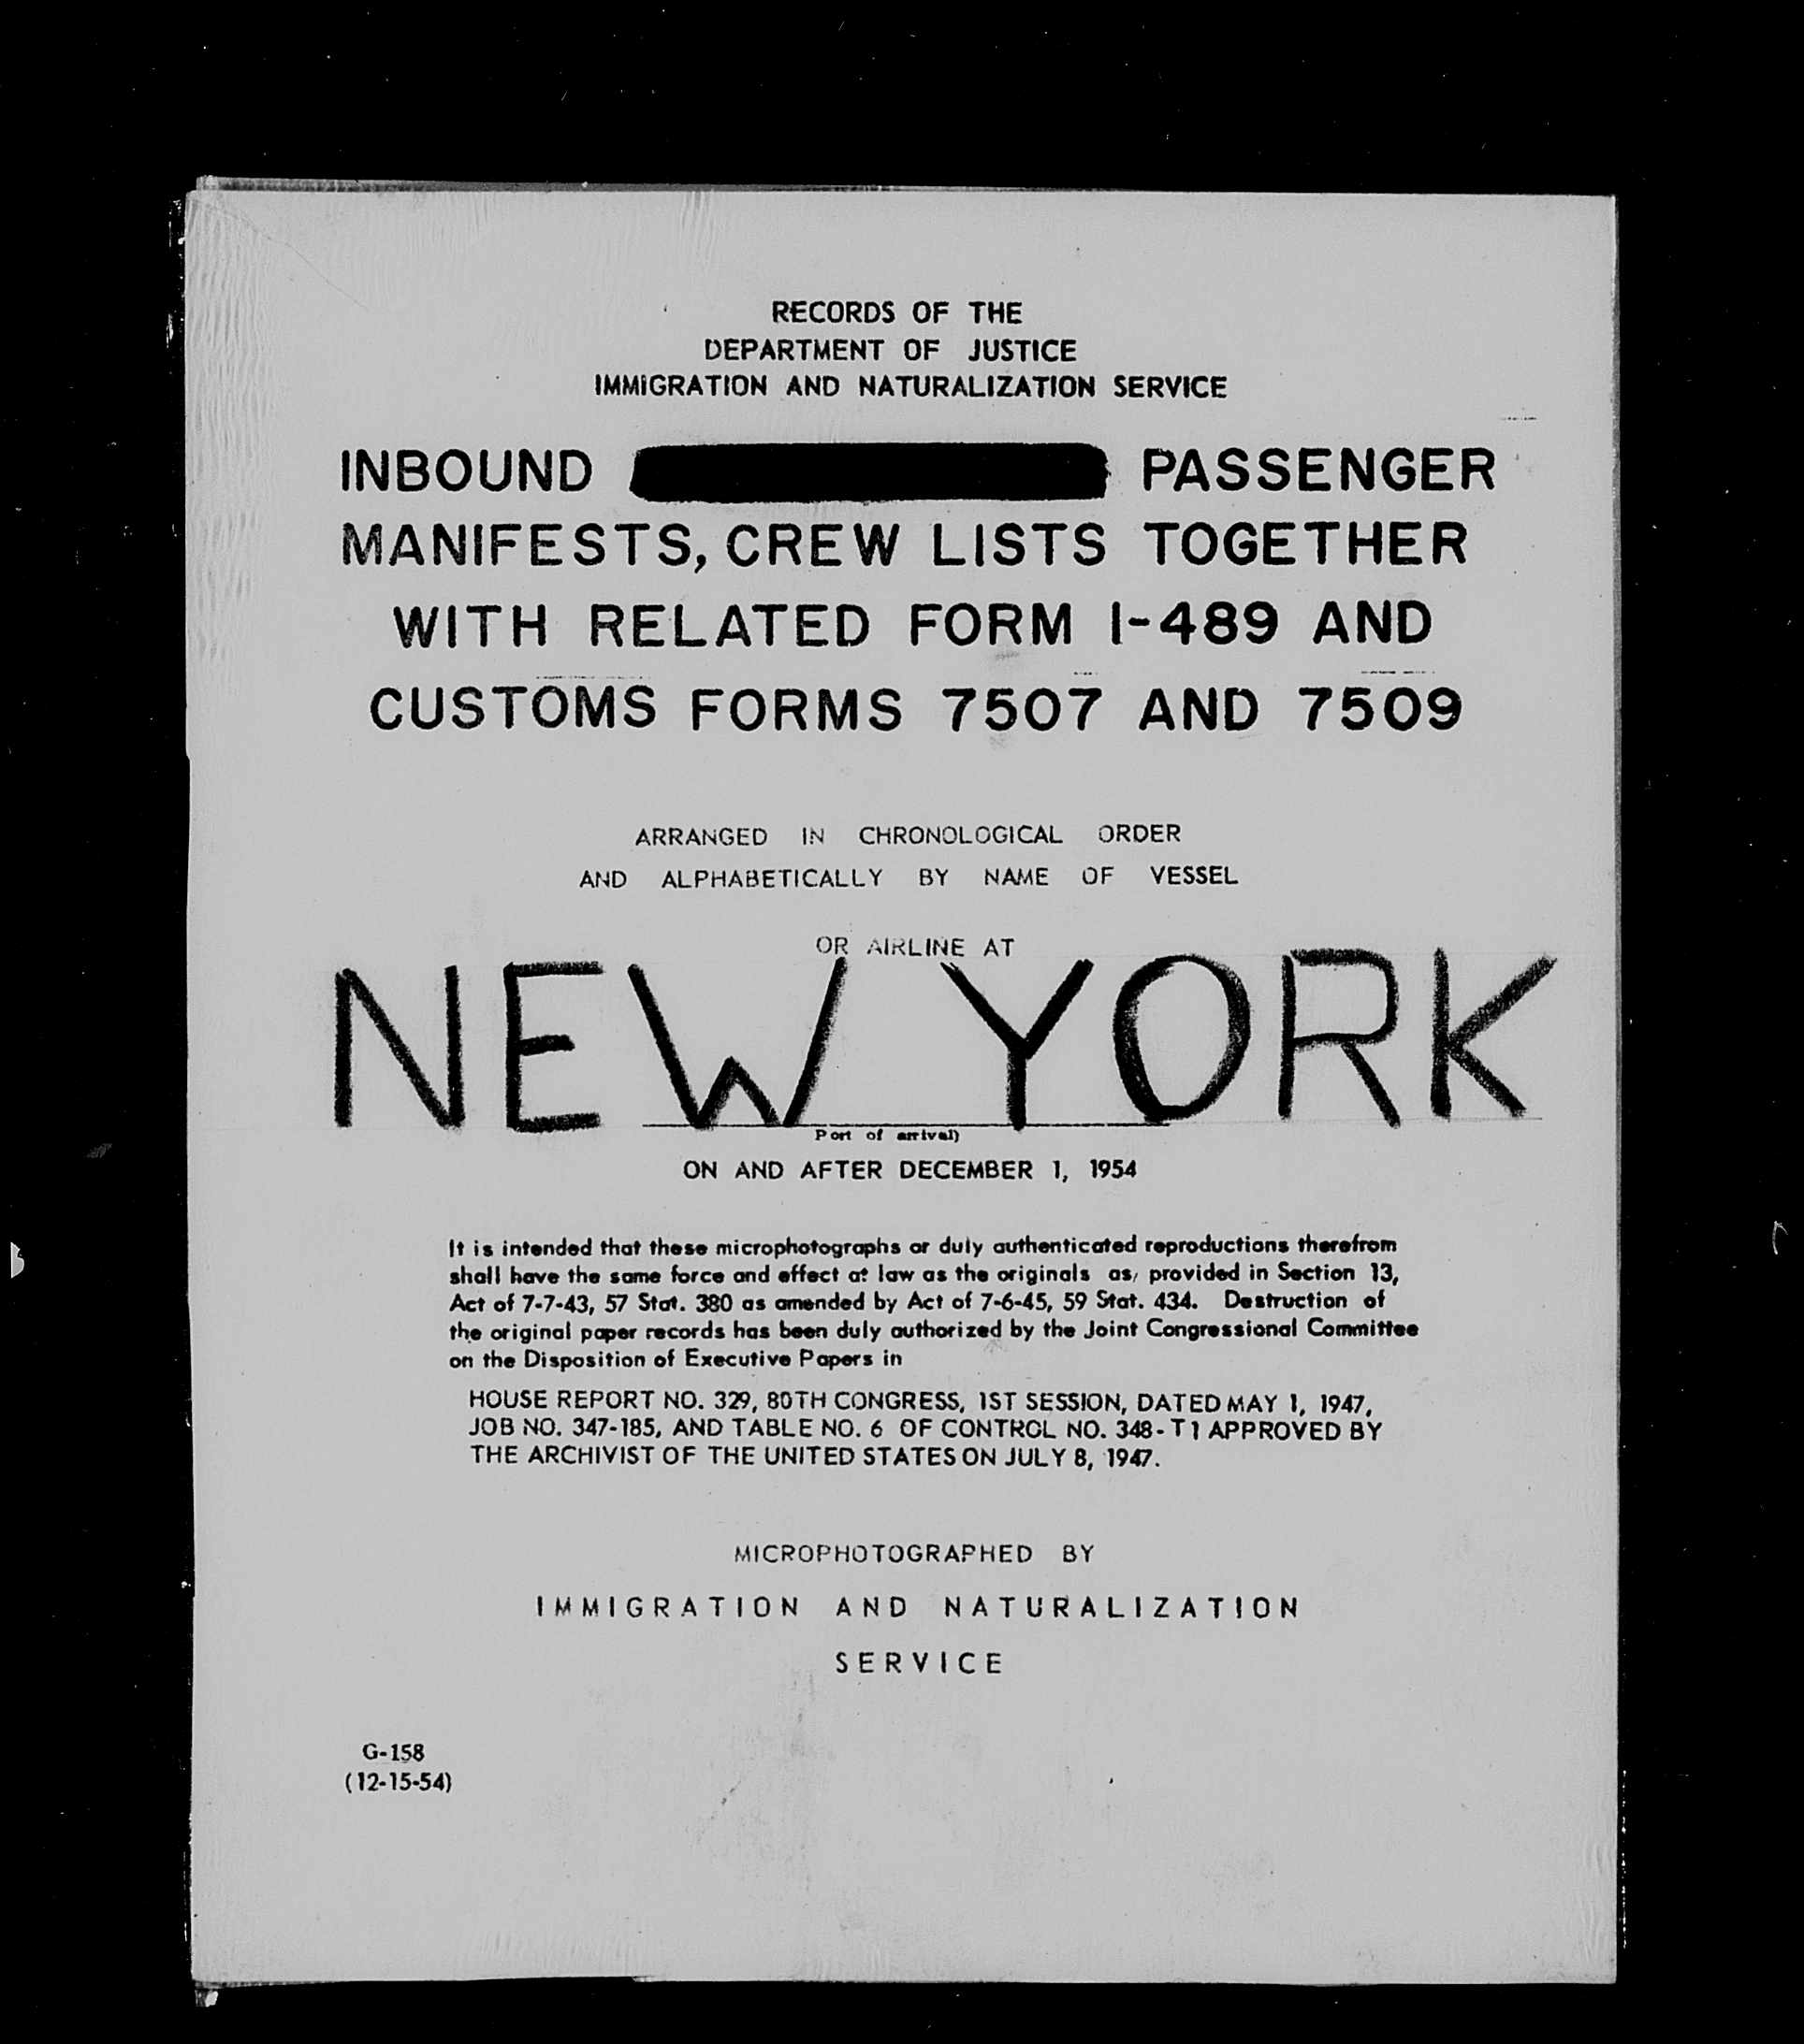 RECORDS OF THE
DEPARTMENT OF JUSTICE
IMMIGRATION AND NATURALIZATION SERVICE
INBOUND PASSENGER
MANIFESTS, CREW LISTS TOGETHER
WITH RELATED FORM I-489 AND
CUSTOMS FORMS 7507 AND 7509
ARRANGED IN CHRONOLOGICAL ORDER
AND ALPHABETICALLY BY NAME OF VESSEL
OR AIRLINE AT
NEW YORK
Port of arrival)
ON AND AFTER DECEMBER 1, 1954
It is intended that these microphotographs or duly authenticated reproductions therefrom
shall have the same force and effect at law as the originals as, provided in Section 13,
Act of 7-7-43, 57 Stat. 380 as amended by Act of 7-6-45, 59 Stat. 434. Destruction of
the original paper records has been duly authorized by the Joint Congressional Committee
on the Disposition of Executive Papers in
HOUSE REPORT NO. 329, 80TH CONGRESS, 1ST SESSION, DATED MAY 1, 1947,
JOB NO. 347-185, AND TABLE NO. 6 OF CONTROL NO. 348-T1 APPROVED BY
THE ARCHIVIST OF THE UNITED STATES ON JULY 8, 1947.
MICROPHOTOGRAPHED BY
IMMIGRATION AND NATURALIZATION
SERVICE
G-158
(12-15-54)